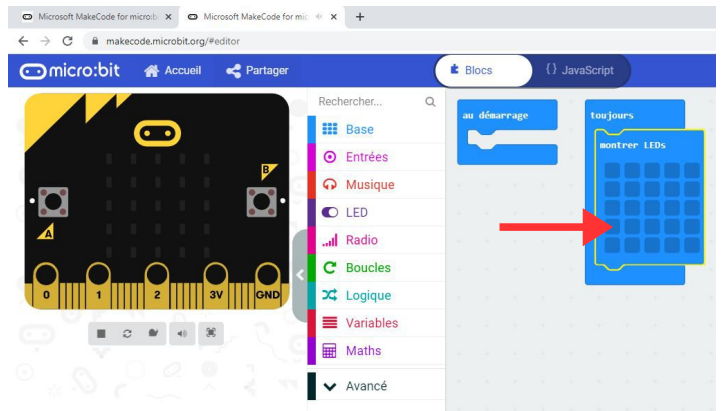 Microsoft MakeCode for micro:bi
Microsoft MakeCode for mic
makecode.microbit.org/#editor
micro:bit
Accueil
Partager
Blocs
{} JavaScript
Rechercher...
Base
Entrées
Musique
LED
Radio
Boucles
Logique
Variables
Maths
Avancé
B
A
0 1 2 3V GND
au démarrage
toujours
montrer LEDs